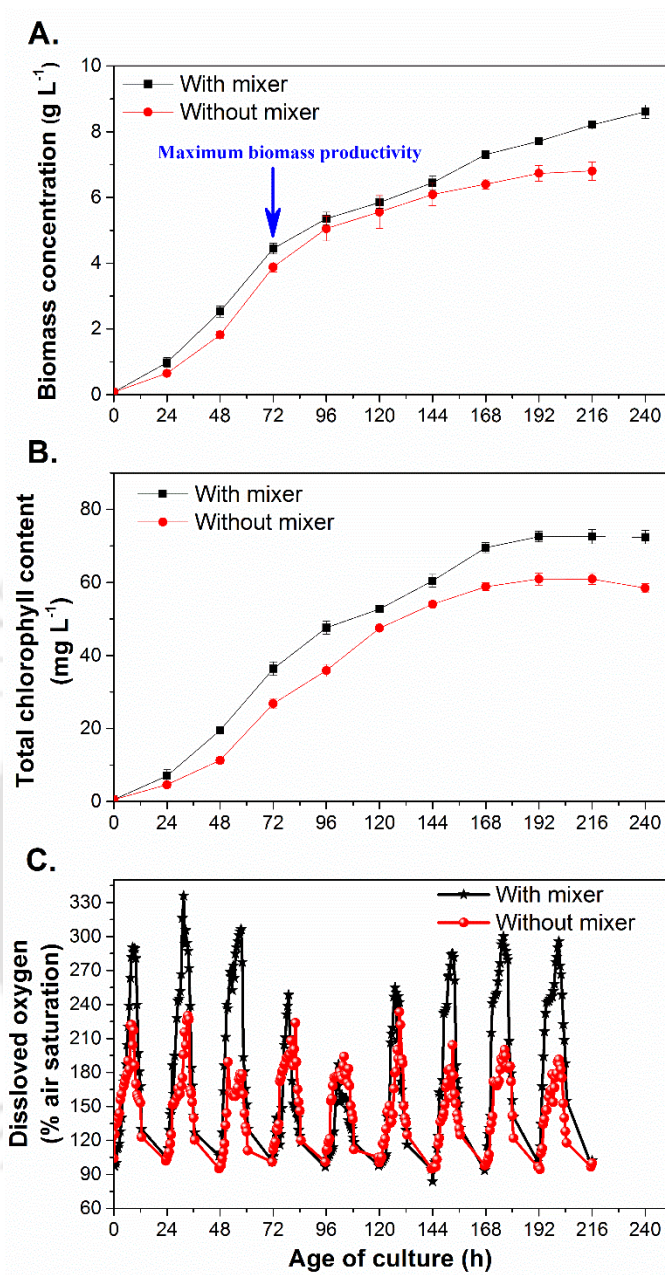 A.
Biomass concentration (g L-1)
10
8
6
4
2
0
With mixer
Without mixer
Maximum biomass productivity
0 24 48 72 96 120 144 168 192 216 240
B.
Total chlorophyll content
(mg L-1)
80
60
40
20
0
With mixer
Without mixer
0 24 48 72 96 120 144 168 192 216 240
C.
Dissloved oxygen
(% air saturation)
330
300
270
240
210
180
150
120
90
60
With mixer
Without mixer
0 24 48 72 96 120 144 168 192 216 240
Age of culture (h)